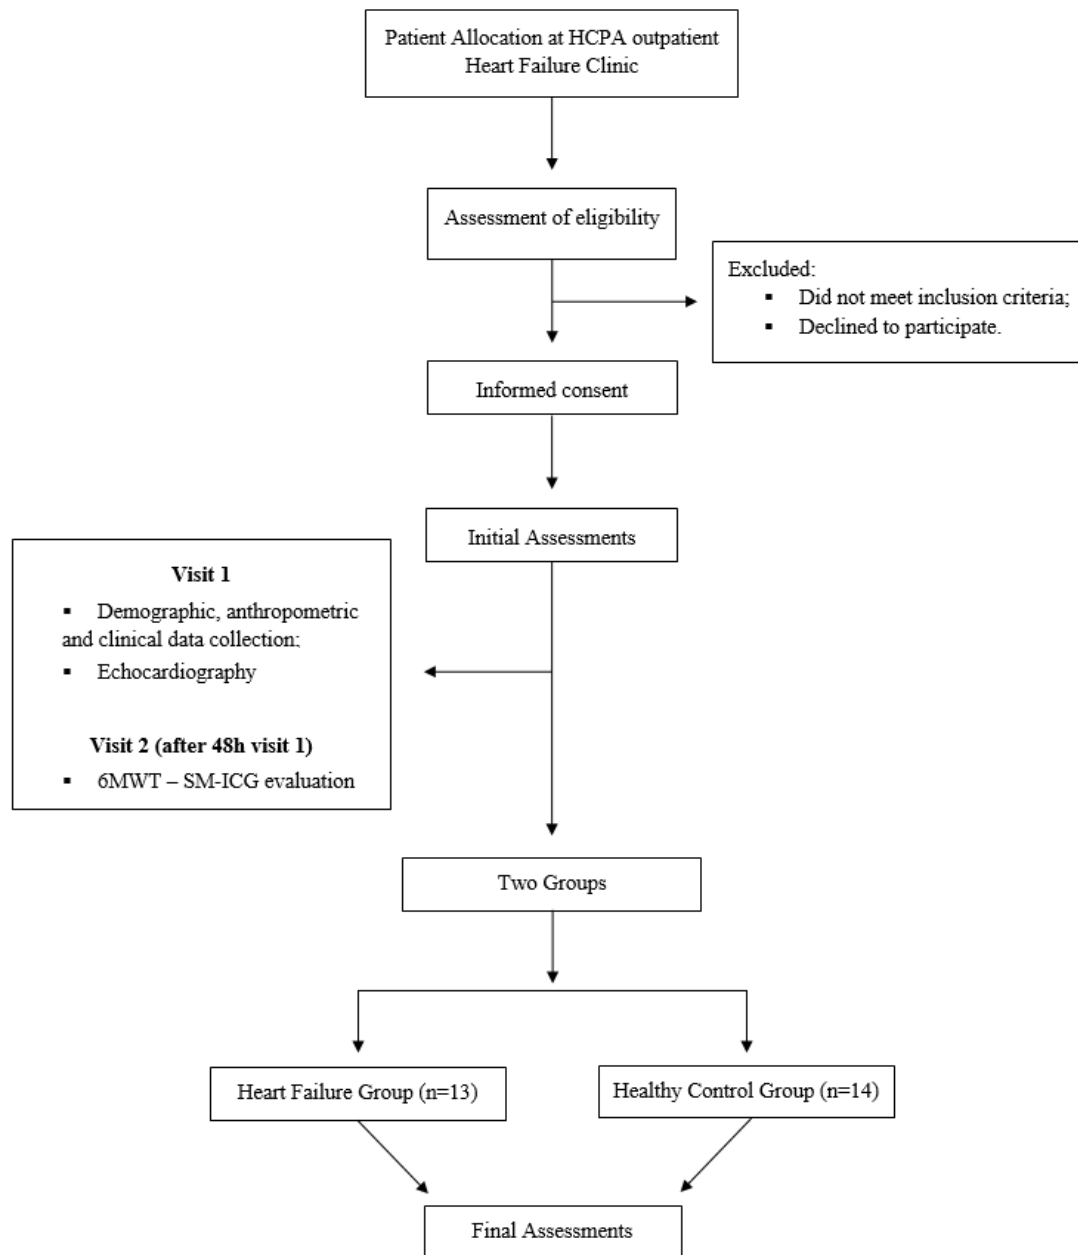 Patient Allocation at HCPA outpatient
Heart Failure Clinic
Assessment of eligibility
Excluded:
▪ Did not meet inclusion criteria;
▪ Declined to participate.
Informed consent
Initial Assessments
Visit 1
▪ Demographic, anthropometric
and clinical data collection;
▪ Echocardiography
Visit 2 (after 48h visit 1)
▪ 6MWT – SM-ICG evaluation
Two Groups
Heart Failure Group (n=13)
Healthy Control Group (n=14)
Final Assessments